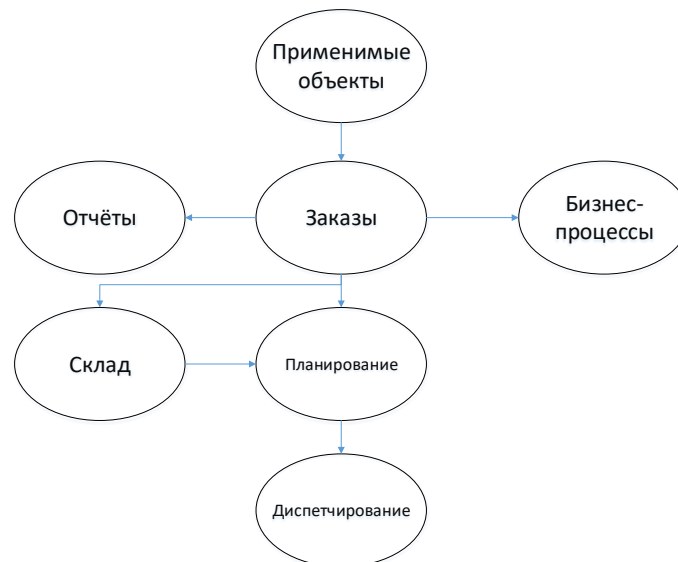 Применимые
объекты
Отчёты
Заказы
Бизнес-
процессы
Склад
Планирование
Диспетчирование